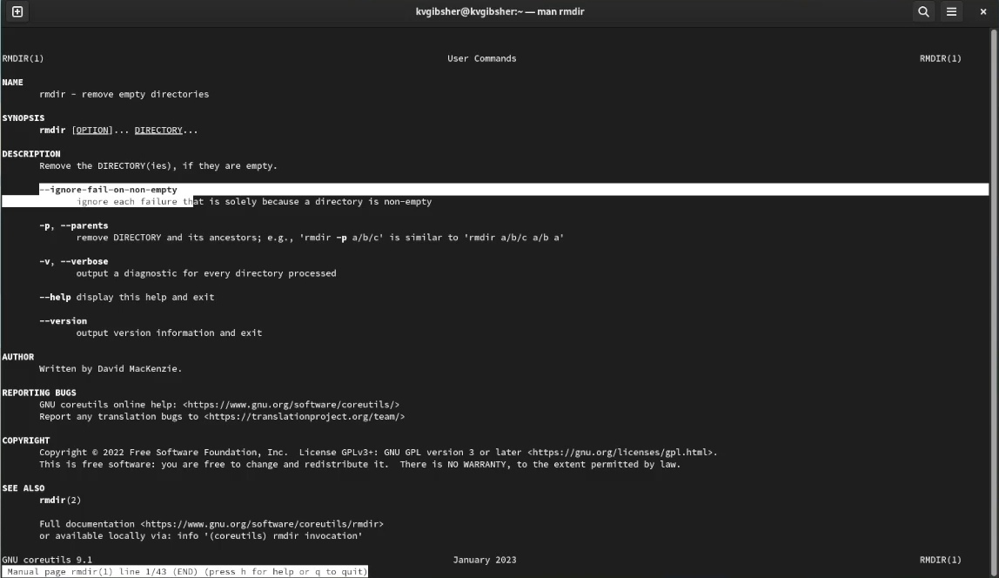 kvgibsher@kvgibsher:~ — man rmdir
RMDIR(1) User Commands RMDIR(1)
NAME
rmdir - remove empty directories
SYNOPSIS
rmdir [OPTION]... DIRECTORY...
DESCRIPTION
Remove the DIRECTORY(ies), if they are empty.
--ignore-fail-on-non-empty
ignore each failure that is solely because a directory is non-empty
-p, --parents
remove DIRECTORY and its ancestors; e.g., 'rmdir -p a/b/c' is similar to 'rmdir a/b/c a/b a'
-v, --verbose
output a diagnostic for every directory processed
--help display this help and exit
--version
output version information and exit
AUTHOR
Written by David MacKenzie.
REPORTING BUGS
GNU coreutils online help: <https://www.gnu.org/software/coreutils/>
Report any translation bugs to <https://translationproject.org/team/>
COPYRIGHT
Copyright © 2022 Free Software Foundation, Inc. License GPLv3+: GNU GPL version 3 or later <https://gnu.org/licenses/gpl.html>.
This is free software: you are free to change and redistribute it. There is NO WARRANTY, to the extent permitted by law.
SEE ALSO
rmdir(2)
Full documentation <https://www.gnu.org/software/coreutils/rmdir>
or available locally via: info '(coreutils) rmdir invocation'
GNU coreutils 9.1 January 2023 RMDIR(1)
Manual page rmdir(1) line 1/43 (END) (press h for help or q to quit)